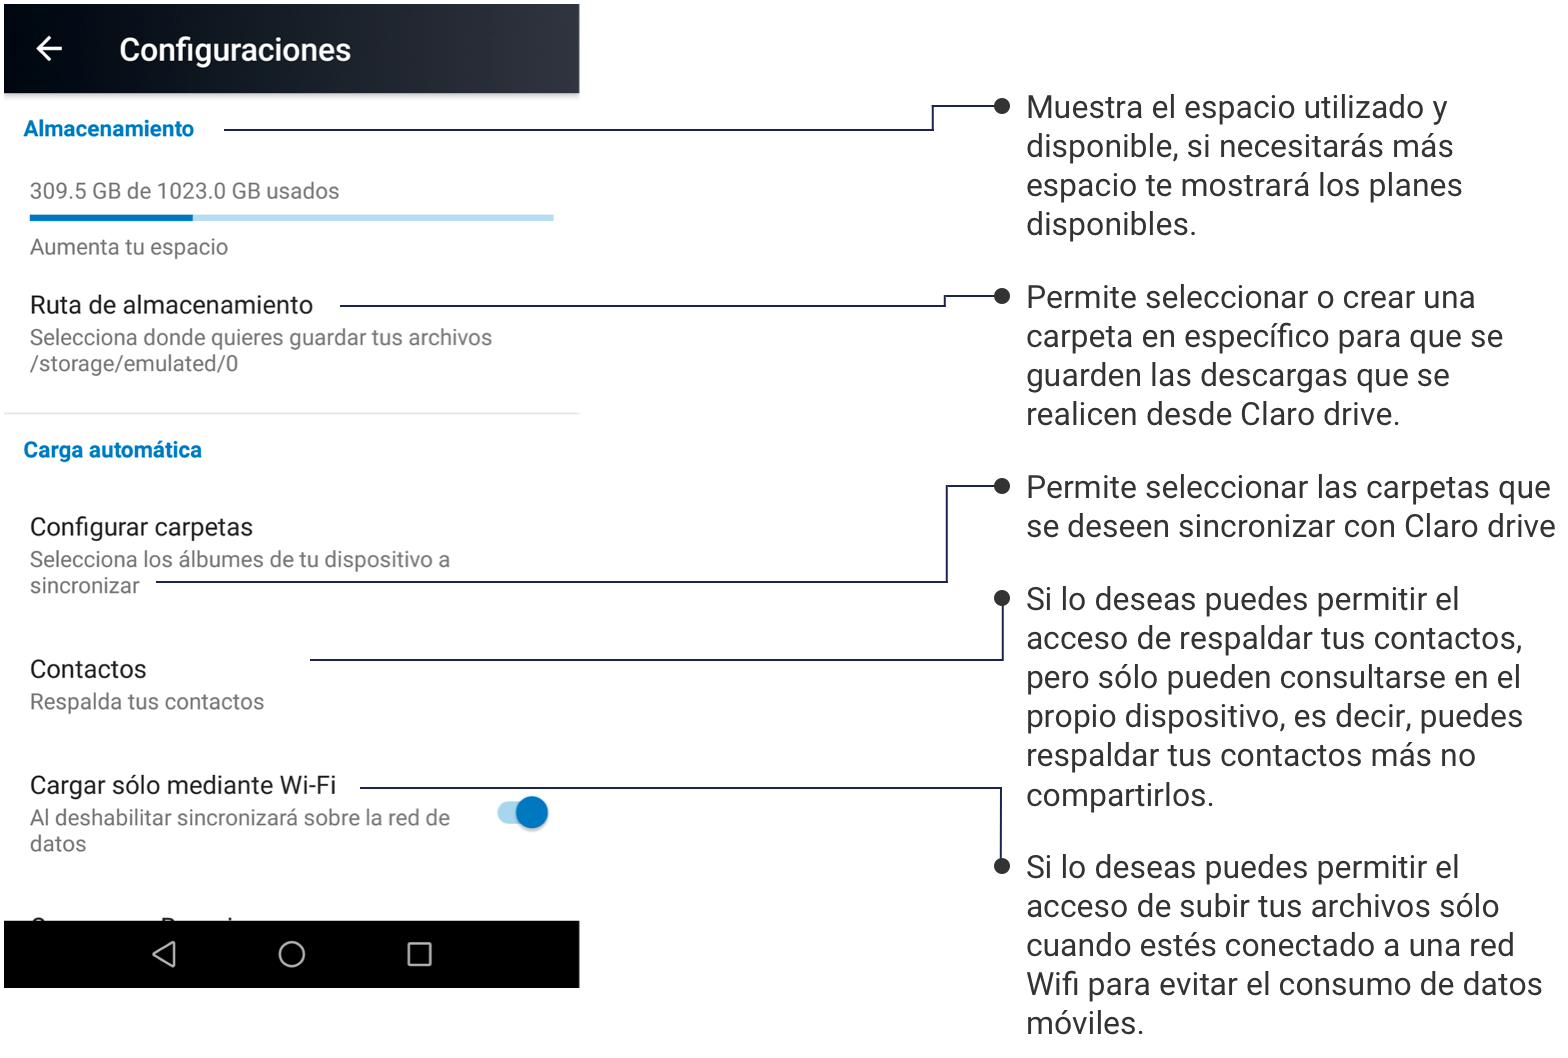 Configuraciones
Almacenamiento
309.5 GB de 1023.0 GB usados
Aumenta tu espacio
Ruta de almacenamiento
Selecciona donde quieres guardar tus archivos
/storage/emulated/0
Carga automática
Configurar carpetas
Selecciona los álbumes de tu dispositivo a
sincronizar
Contactos
Respalda tus contactos
Cargar sólo mediante Wi-Fi
Al deshabilitar sincronizará sobre la red de
datos
Muestra el espacio utilizado y
disponible, si necesitarás más
espacio te mostrará los planes
disponibles.
Permite seleccionar o crear una
carpeta en específico para que se
guarden las descargas que se
realicen desde Claro drive.
Permite seleccionar las carpetas que
se deseen sincronizar con Claro drive
Si lo deseas puedes permitir el
acceso de respaldar tus contactos,
pero sólo pueden consultarse en el
propio dispositivo, es decir, puedes
respaldar tus contactos más no
compartirlos.
Si lo deseas puedes permitir el
acceso de subir tus archivos sólo
cuando estés conectado a una red
Wifi para evitar el consumo de datos
móviles.